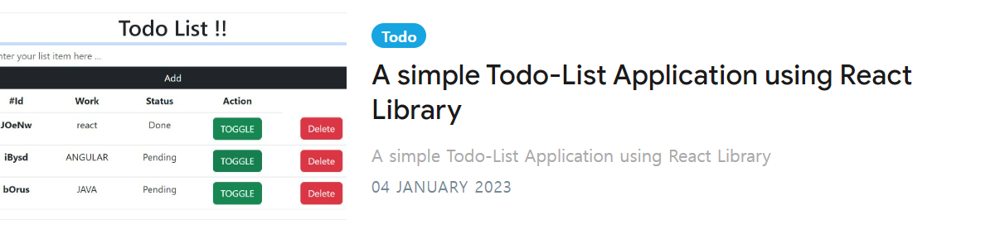 Todo List !!
nter your list item here ...
Add
#Id Work Status Action
JOeNw react Done TOGGLE Delete
iBysd ANGULAR Pending TOGGLE Delete
bOrus JAVA Pending TOGGLE Delete
Todo
A simple Todo-List Application using React
Library
A simple Todo-List Application using React Library
04 JANUARY 2023